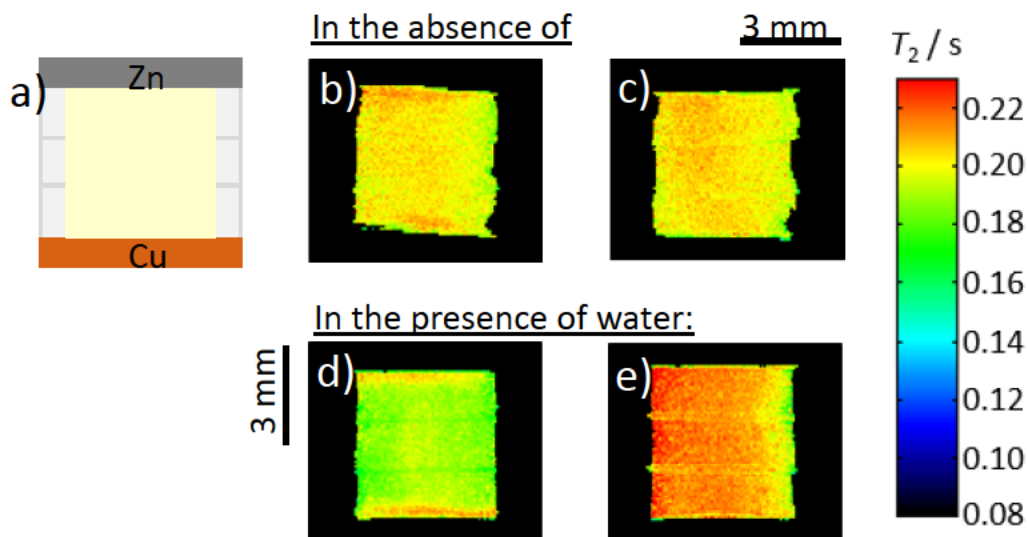 In the absence of
3 mm
T₂ / s
a)
Zn
Cu
b)
c)
0.22
0.20
0.18
0.16
0.14
0.12
0.10
0.08
In the presence of water:
3 mm
d)
e)